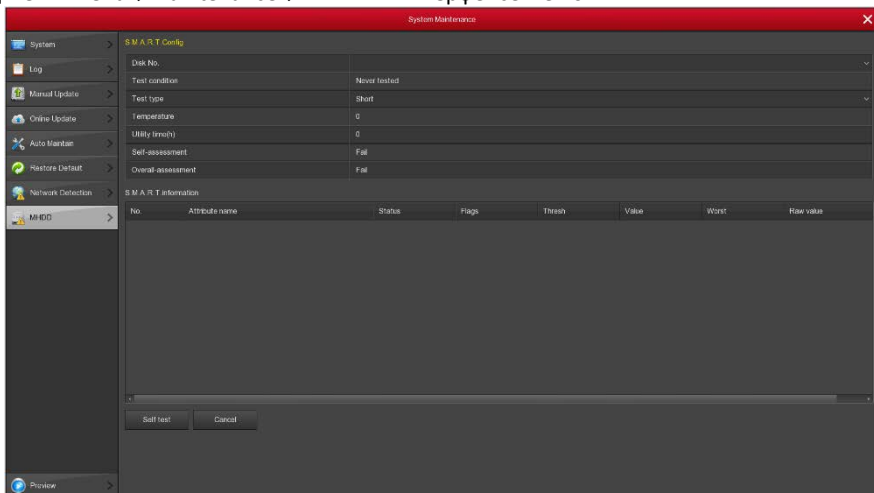 System Maintenance
System
Log
Manual Update
Online Update
Auto Maintain
Restore Default
Network Detection
MHDD
Preview
S M A R T Config
Disk No.
Test condition Never tested
Test type Short
Temperature 0
Utility time(h) 0
Self-assessment Fail
Overall-assessment Fail
S M A R T information
No. Attribute name Status Flags Thresh Value Worst Raw value
Self test Cancel